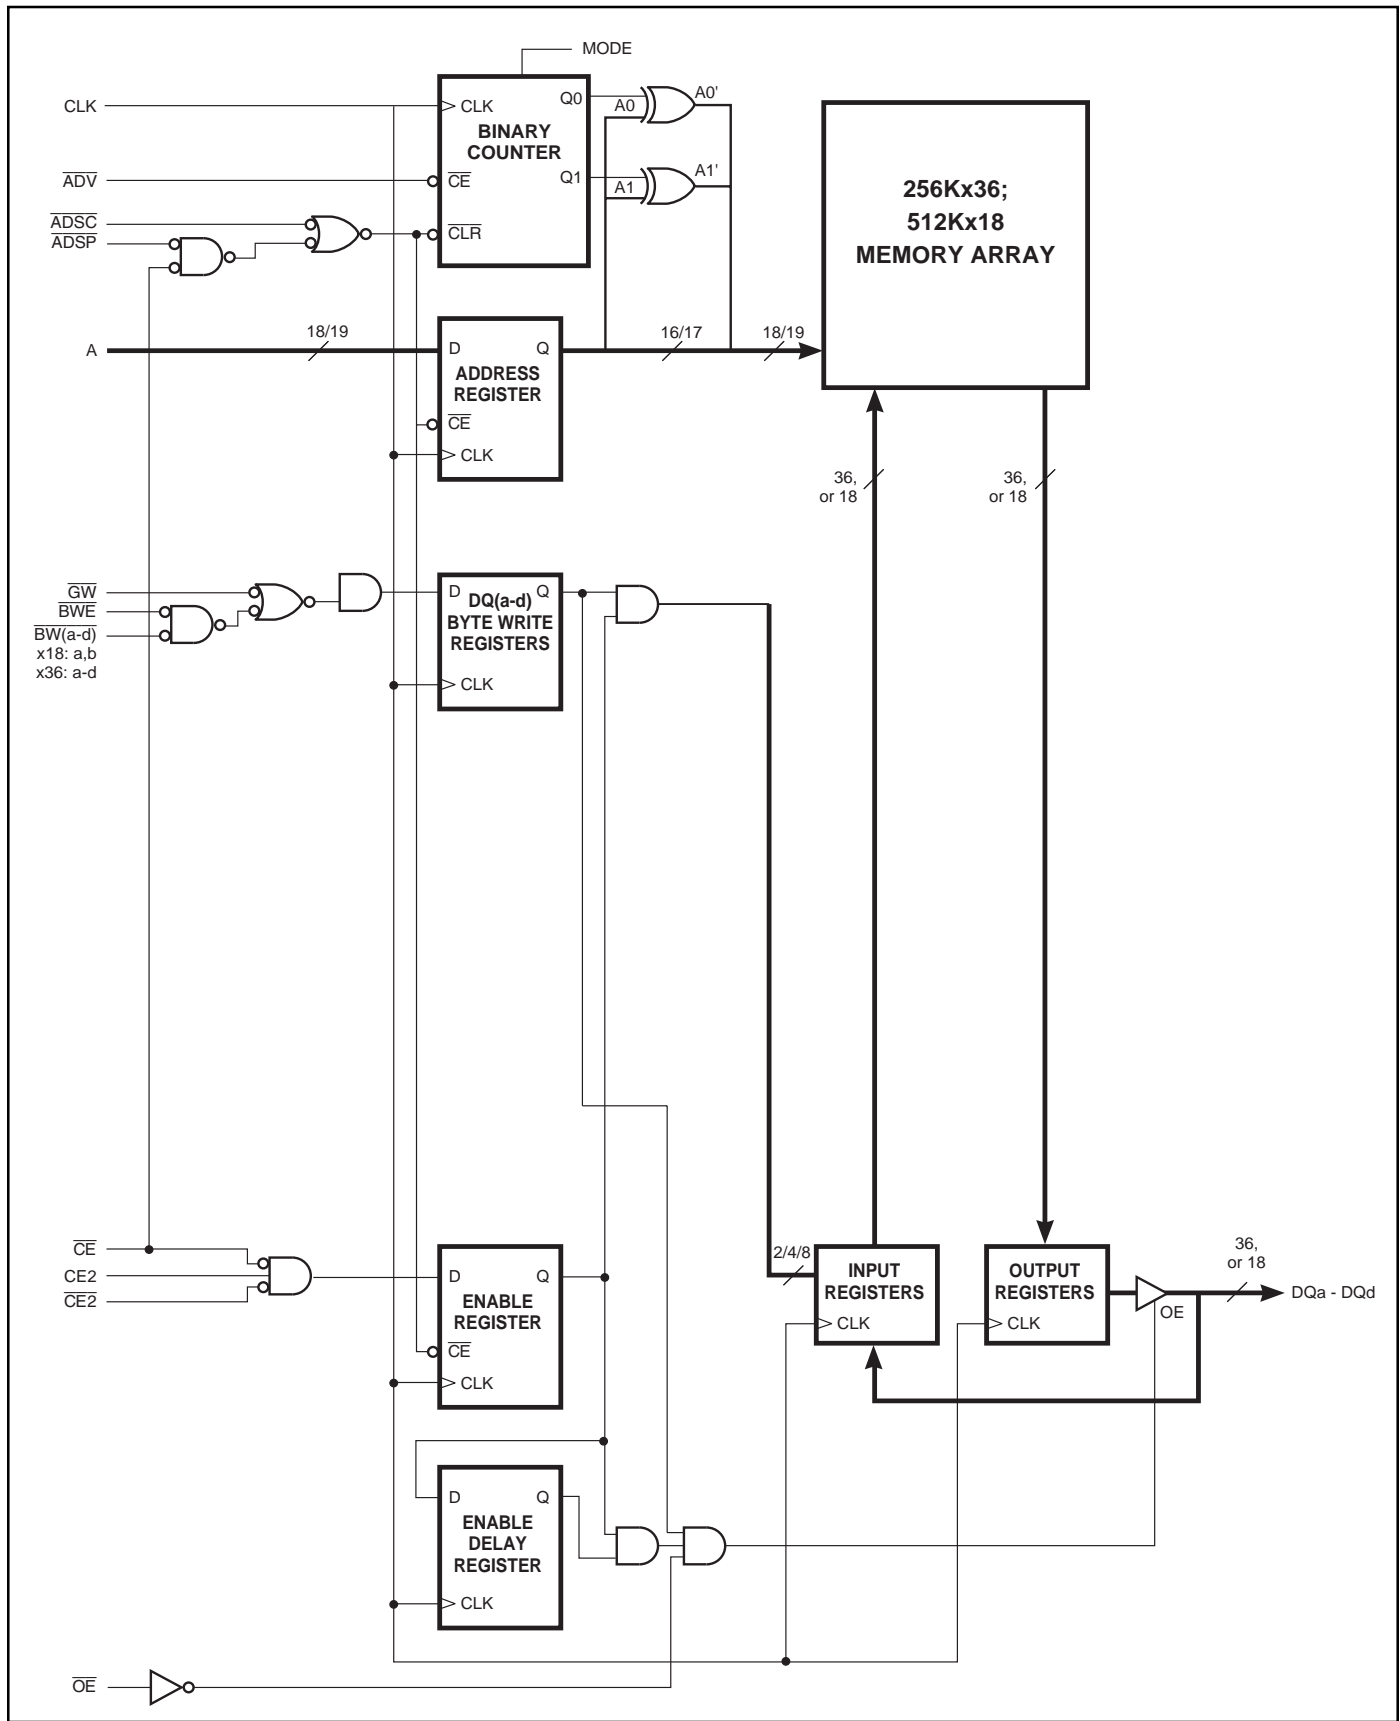 MODE
CLK
CLK
Q0
A0
A0'
BINARY
COUNTER
ADV
CE
Q1
A1
A1'
256Kx36;
512Kx18
MEMORY ARRAY
ADSC
ADSP
CLR
A
18/19
D
Q
16/17
18/19
ADDRESS
REGISTER
CE
CLK
36,
or 18
36,
or 18
GW
BWE
BW(a-d)
x18: a,b
x36: a-d
D
Q
DQ(a-d)
BYTE WRITE
REGISTERS
CLK
CE
CE2
CE2
D
Q
ENABLE
REGISTER
CE
CLK
2/4/8
INPUT
REGISTERS
CLK
OUTPUT
REGISTERS
CLK
OE
36,
or 18
DQa - DQd
D
Q
ENABLE
DELAY
REGISTER
CLK
OE